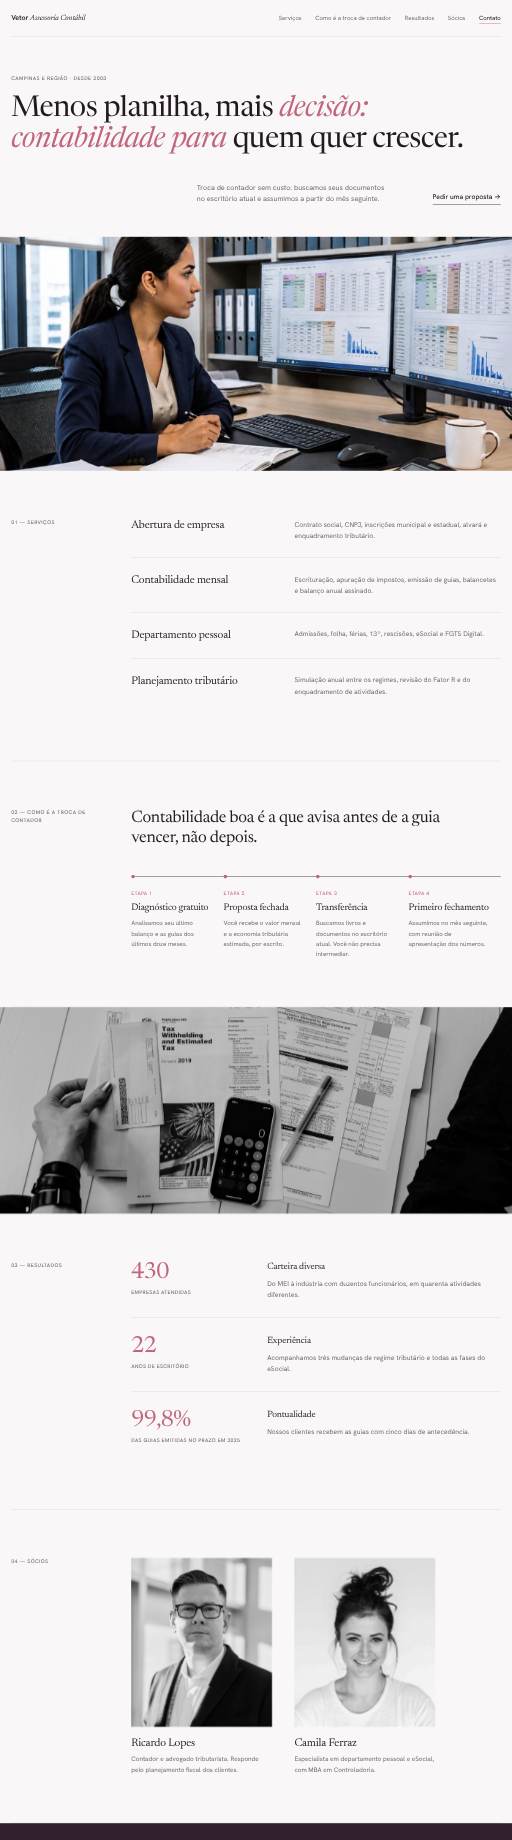 Vetor Assessoria Contábil
Serviços
Como é a troca de contador
Resultados
Sócios
Contato
CAMPINAS E REGIÃO · DESDE 2003
Menos planilha, mais decisão:
contabilidade para quem quer crescer.
Troca de contador sem custo: buscamos seus documentos
no escritório atual e assumimos a partir do mês seguinte.
Pedir uma proposta →
01 — SERVIÇOS
Abertura de empresa
Contrato social, CNPJ, inscrições municipal e estadual, alvará e
enquadramento tributário.
Contabilidade mensal
Escrituração, apuração de impostos, emissão de guias, balancetes
e balanço anual assinado.
Departamento pessoal
Admissões, folha, férias, 13º, rescisões, eSocial e FGTS Digital.
Planejamento tributário
Simulação anual entre os regimes, revisão do Fator R e do
enquadramento de atividades.
02 — COMO É A TROCA DE
CONTADOR
Contabilidade boa é a que avisa antes de a guia
vencer, não depois.
ETAPA 1
Diagnóstico gratuito
Analisamos seu último
balanço e as guias dos
últimos doze meses.
ETAPA 2
Proposta fechada
Você recebe o valor mensal
e a economia tributária
estimada, por escrito.
ETAPA 3
Transferência
Buscamos livros e
documentos no escritório
atual. Você não precisa
intermediar.
ETAPA 4
Primeiro fechamento
Assumimos no mês seguinte,
com reunião de
apresentação dos números.
Tax
Withholding
and Estimated
Tax
2019
03 — RESULTADOS
430
EMPRESAS ATENDIDAS
Carteira diversa
Do MEI à indústria com duzentos funcionários, em quarenta atividades
diferentes.
22
ANOS DE ESCRITÓRIO
Experiência
Acompanhamos três mudanças de regime tributário e todas as fases do
eSocial.
99,8%
DAS GUIAS EMITIDAS NO PRAZO EM 2025
Pontualidade
Nossos clientes recebem as guias com cinco dias de antecedência.
04 — SÓCIOS
Ricardo Lopes
Contador e advogado tributarista. Responde
pelo planejamento fiscal dos clientes.
Camila Ferraz
Especialista em departamento pessoal e eSocial,
com MBA em Controladoria.